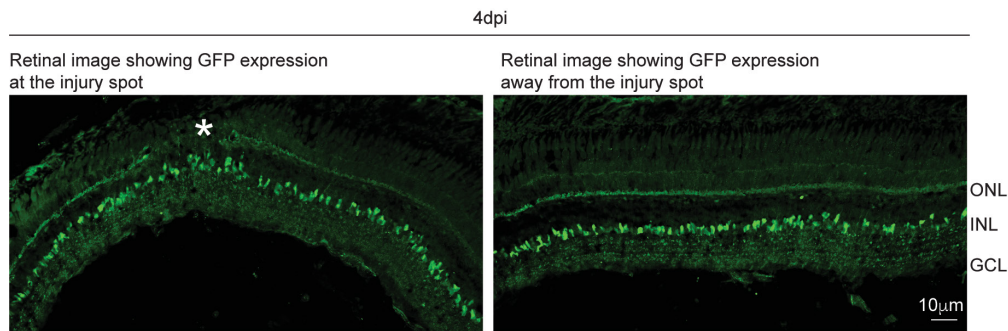 4dpi
Retinal image showing GFP expression
at the injury spot
Retinal image showing GFP expression
away from the injury spot
*
ONL
INL
GCL
10μm